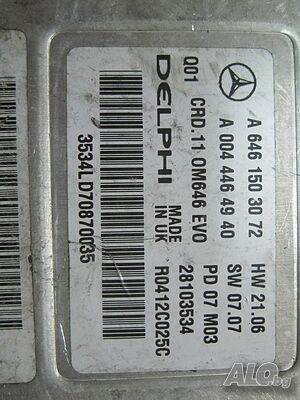 A 646 150 30 72 HW 21.06
A 004 446 49 40 SW 07.07
Q01 CRD.11 OM646 EVO PD 07 M03
28103534
DELPHI MADE IN UK R0412C025C
3534LD70870035
ALO.bg